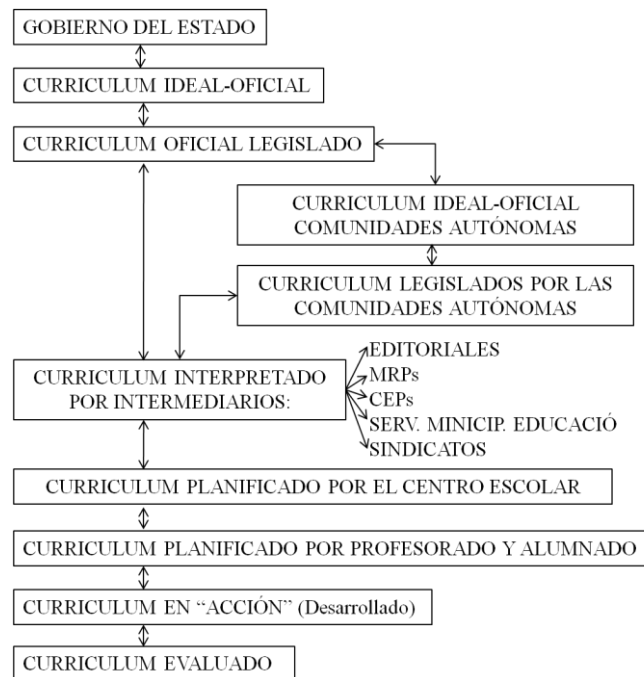 GOBIERNO DEL ESTADO
CURRICULUM IDEAL-OFICIAL
CURRICULUM OFICIAL LEGISLADO
CURRICULUM IDEAL-OFICIAL
COMUNIDADES AUTÓNOMAS
CURRICULUM LEGISLADOS POR LAS
COMUNIDADES AUTÓNOMAS
CURRICULUM INTERPRETADO
POR INTERMEDIARIOS:
EDITORIALES
MRPs
CEPs
SERV. MINICIP. EDUCACIÓ
SINDICATOS
CURRICULUM PLANIFICADO POR EL CENTRO ESCOLAR
CURRICULUM PLANIFICADO POR PROFESORADO Y ALUMNADO
CURRICULUM EN “ACCIÓN” (Desarrollado)
CURRICULUM EVALUADO